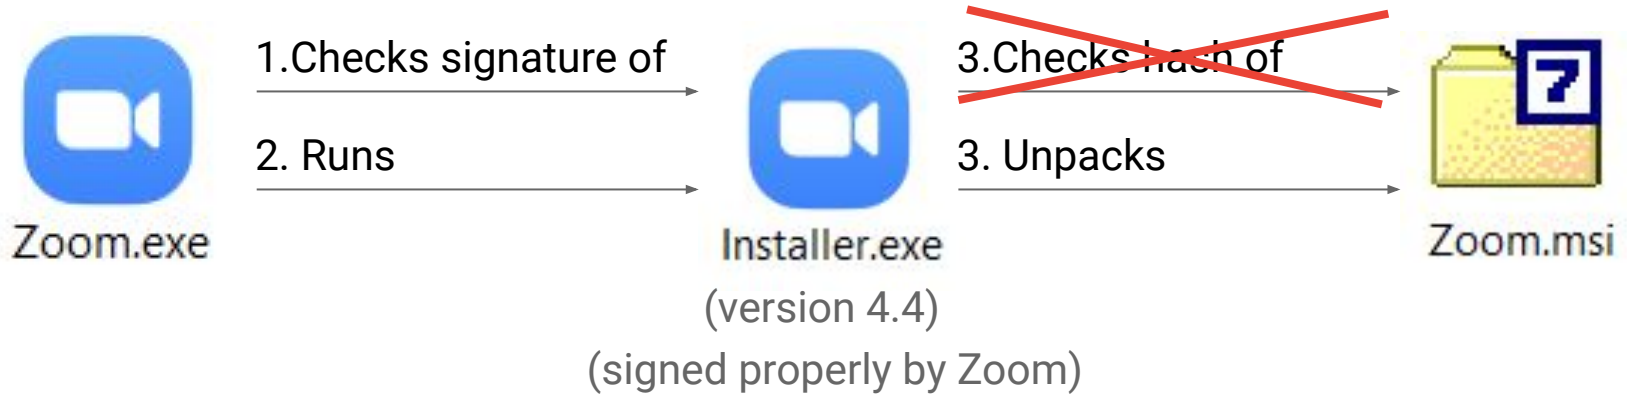 1.Checks signature of
3.Checks hash of
2. Runs
3. Unpacks
7
Zoom.exe
Installer.exe
Zoom.msi
(version 4.4)
(signed properly by Zoom)